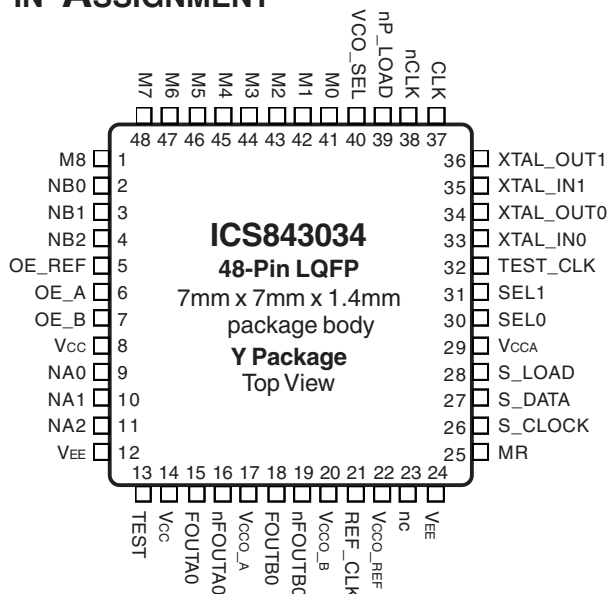 IN ASSIGNMENT
M7 M6 M5 M4 M3 M2 M1 M0 VCO_SEL nP_LOAD nCLK CLK
48 47 46 45 44 43 42 41 40 39 38 37
M8 1
NB0 2
NB1 3
NB2 4
OE_REF 5
OE_A 6
OE_B 7
VCC 8
NA0 9
NA1 10
NA2 11
VEE 12
ICS843034
48-Pin LQFP
7mm x 7mm x 1.4mm
package body
Y Package
Top View
36 XTAL_OUT1
35 XTAL_IN1
34 XTAL_OUT0
33 XTAL_IN0
32 TEST_CLK
31 SEL1
30 SEL0
29 VCCA
28 S_LOAD
27 S_DATA
26 S_CLOCK
25 MR
13 14 15 16 17 18 19 20 21 22 23 24
TEST VCC FOUTA0 nFOUTA0 VCCO_A FOUTB0 nFOUTB0 VCCO_B REF_CLK VCCO_REF nc VEE